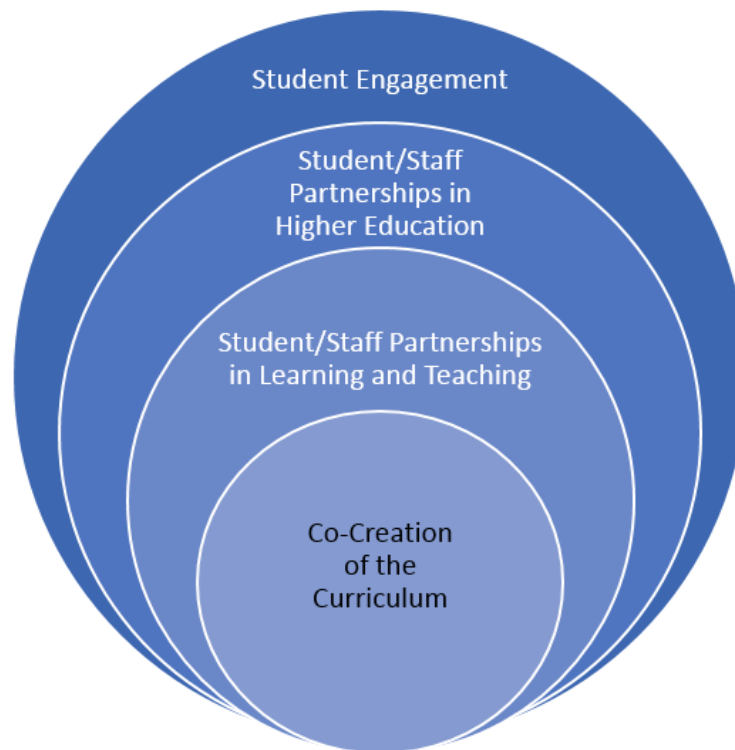 Student Engagement
Student/Staff
Partnerships in
Higher Education
Student/Staff Partnerships
in Learning and Teaching
Co-Creation
of the
Curriculum